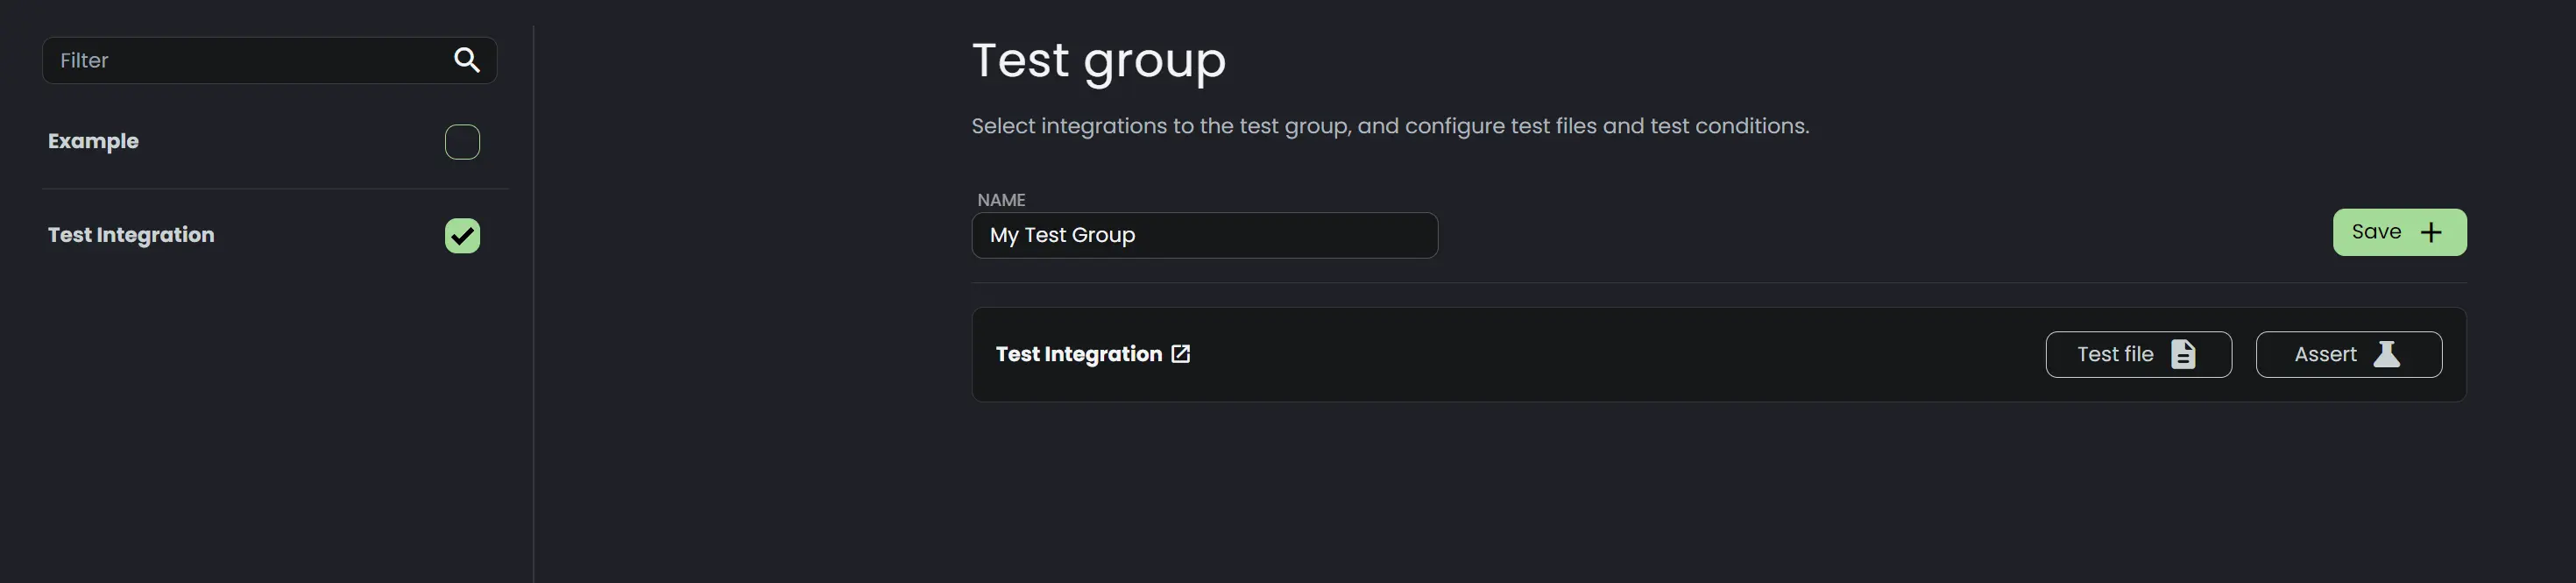 Filter
Example
Test Integration
Test group
Select integrations to the test group, and configure test files and test conditions.
NAME
My Test Group
Save
Test Integration
Test file
Assert